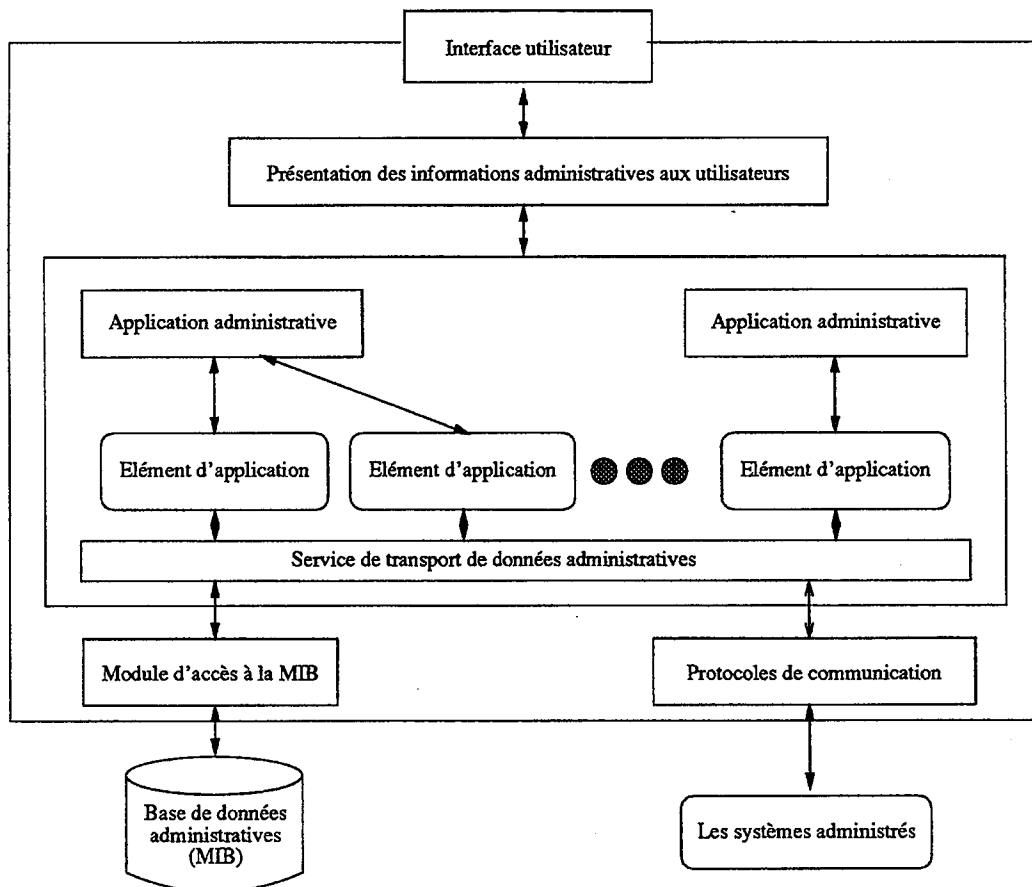 Interface utilisateur
Présentation des informations administratives aux utilisateurs
Application administrative
Application administrative
Elément d'application
Elément d'application
Elément d'application
Service de transport de données administratives
Module d'accès à la MIB
Protocoles de communication
Base de données
administratives
(MIB)
Les systèmes administrés